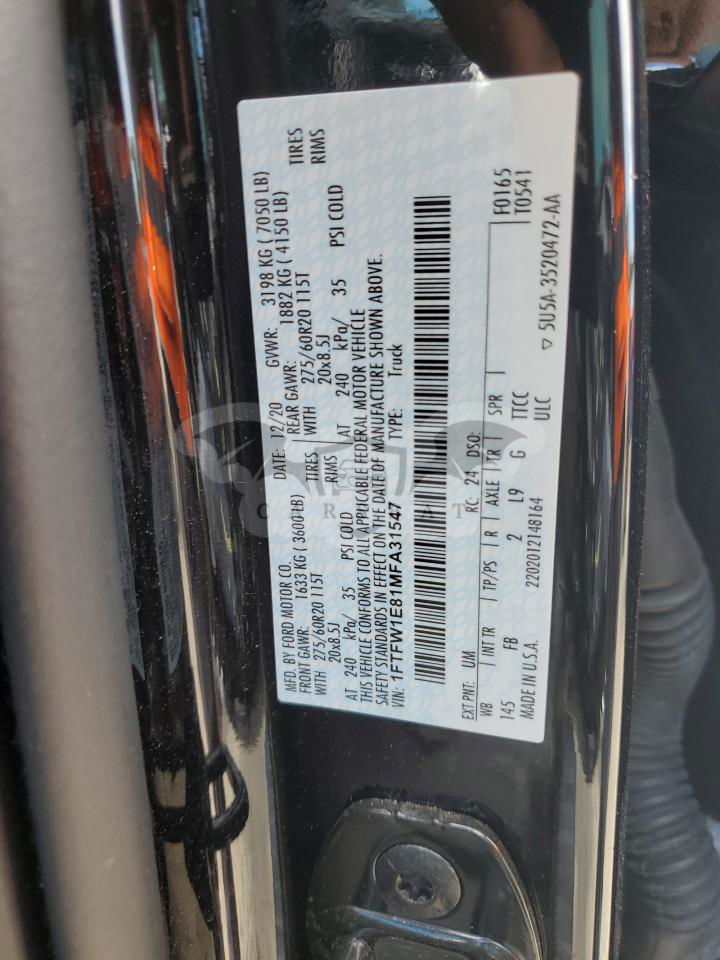 MFD. BY FORD MOTOR CO. DATE: 12/20 GVWR: 3198 KG ( 7050 LB)
FRONT GAWR: 1633 KG ( 3600 LB) REAR GAWR: 1882 KG ( 4150 LB)
WITH 275/60R20 115T TIRES WITH 275/60R20 115T TIRES
20x8.5J RIMS 20x8.5J RIMS
AT 240 kPa/ 35 PSI COLD AT 240 kPa/ 35 PSI COLD
THIS VEHICLE CONFORMS TO ALL APPLICABLE FEDERAL MOTOR VEHICLE
SAFETY STANDARDS IN EFFECT ON THE DATE OF MANUFACTURE SHOWN ABOVE.
VIN: 1FTFW1E81MFA31547 TYPE: Truck
EXT PNT: UM RC: 24 DSO: F0165
WB INT TR TP/PS R AXLE TR SPR T0541
145 FB 2 L9 G TTCC
MADE IN U.S.A. 2202012148164 ULC ▽ 5U5A-3520472-AA